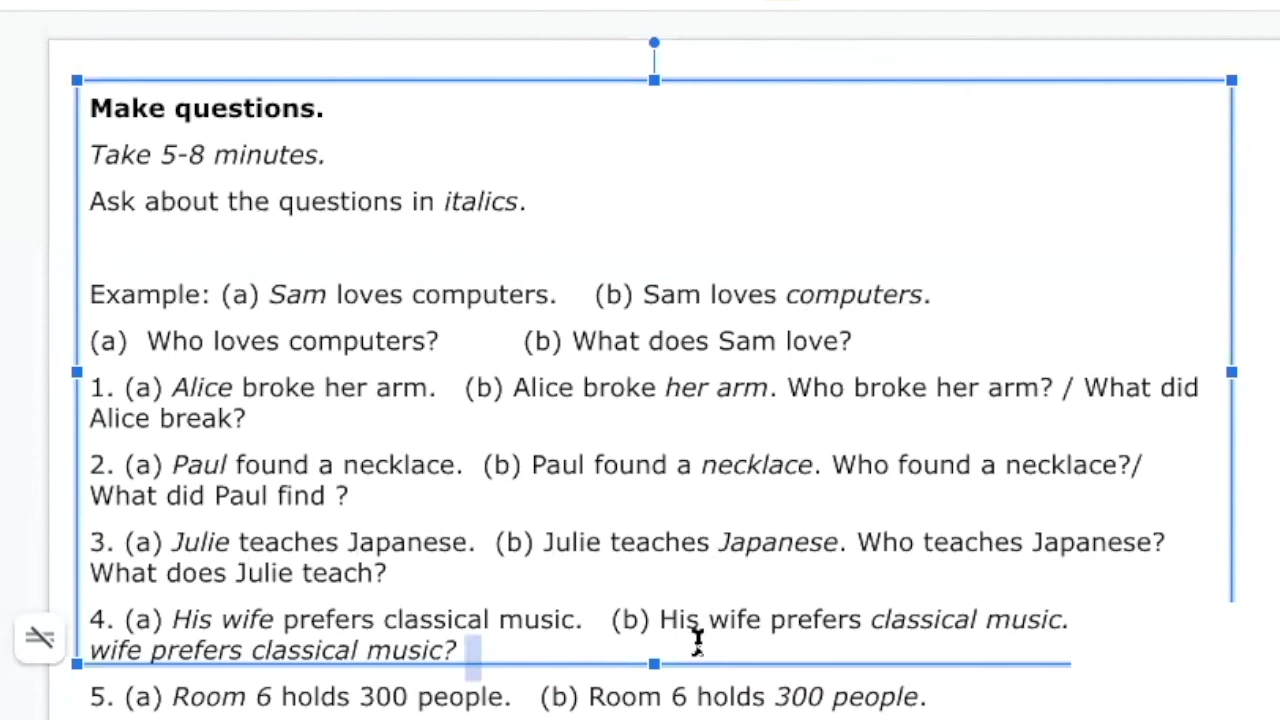 Make questions.
Take 5-8 minutes.
Ask about the questions in italics.
Example: (a) Sam loves computers. (b) Sam loves computers.
(a) Who loves computers? (b) What does Sam love?
1. (a) Alice broke her arm. (b) Alice broke her arm. Who broke her arm? / What did
Alice break?
2. (a) Paul found a necklace. (b) Paul found a necklace. Who found a necklace?/
What did Paul find ?
3. (a) Julie teaches Japanese. (b) Julie teaches Japanese. Who teaches Japanese?
What does Julie teach?
4. (a) His wife prefers classical music. (b) His wife prefers classical music.
wife prefers classical music?
5. (a) Room 6 holds 300 people. (b) Room 6 holds 300 people.